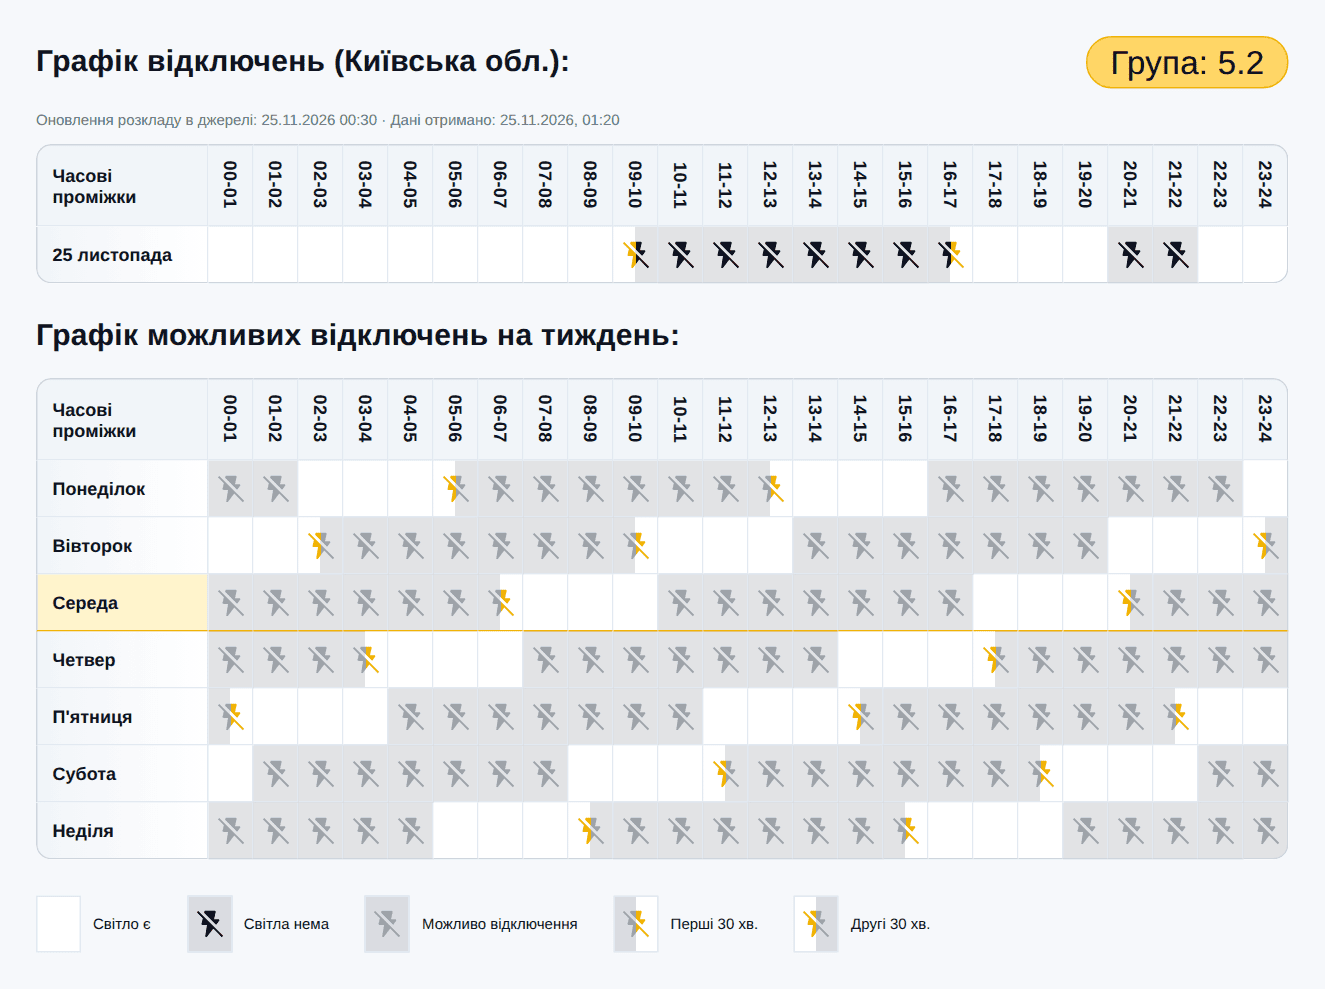 Графік відключень (Київська обл.):
Група: 5.2
Оновлення розкладу в джерелі: 25.11.2026 00:30 · Дані отримано: 25.11.2026, 01:20
Часові проміжки 00-01 01-02 02-03 03-04 04-05 05-06 06-07 07-08 08-09 09-10 10-11 11-12 12-13 13-14 14-15 15-16 16-17 17-18 18-19 19-20 20-21 21-22 22-23 23-24
25 листопада
Графік можливих відключень на тиждень:
Часові проміжки 00-01 01-02 02-03 03-04 04-05 05-06 06-07 07-08 08-09 09-10 10-11 11-12 12-13 13-14 14-15 15-16 16-17 17-18 18-19 19-20 20-21 21-22 22-23 23-24
Понеділок
Вівторок
Середа
Четвер
П'ятниця
Субота
Неділя
Світло є Світла нема Можливо відключення Перші 30 хв. Другі 30 хв.